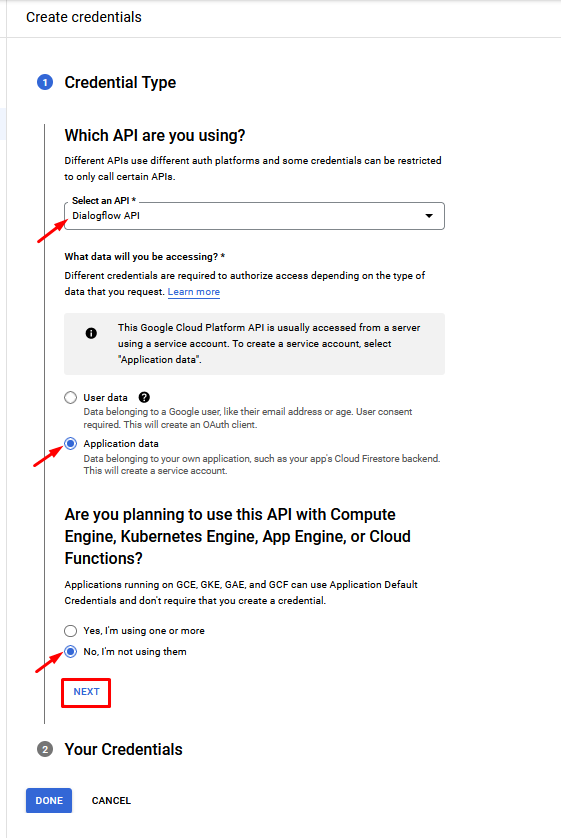 Create credentials
1 Credential Type
Which API are you using?
Different APIs use different auth platforms and some credentials can be restricted
to only call certain APIs.
Select an API *
Dialogflow API
What data will you be accessing? *
Different credentials are required to authorize access depending on the type of
data that you request. Learn more
This Google Cloud Platform API is usually accessed from a server
using a service account. To create a service account, select
"Application data".
User data ?
Data belonging to a Google user, like their email address or age. User consent
required. This will create an OAuth client.
Application data
Data belonging to your own application, such as your app's Cloud Firestore backend.
This will create a service account.
Are you planning to use this API with Compute
Engine, Kubernetes Engine, App Engine, or Cloud
Functions?
Applications running on GCE, GKE, GAE, and GCF can use Application Default
Credentials and don't require that you create a credential.
Yes, I'm using one or more
No, I'm not using them
NEXT
2 Your Credentials
DONE CANCEL